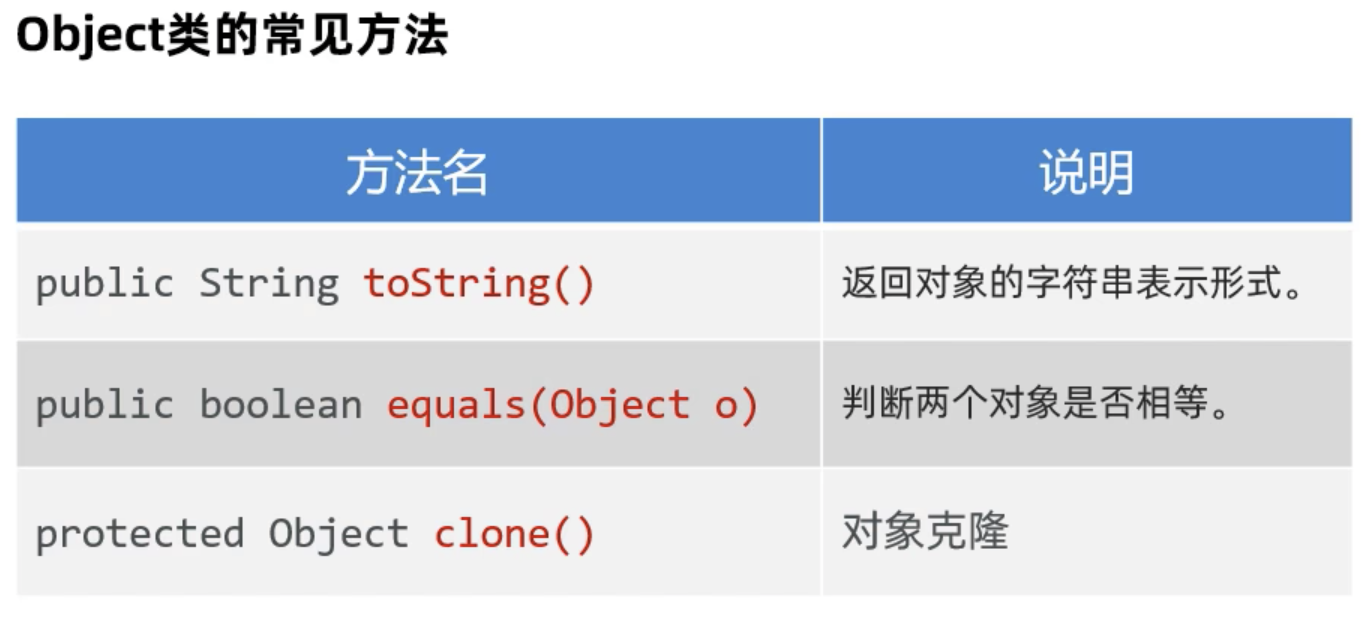 Object类的常见方法
方法名 说明
public String toString() 返回对象的字符串表示形式。
public boolean equals(Object o) 判断两个对象是否相等。
protected Object clone() 对象克隆